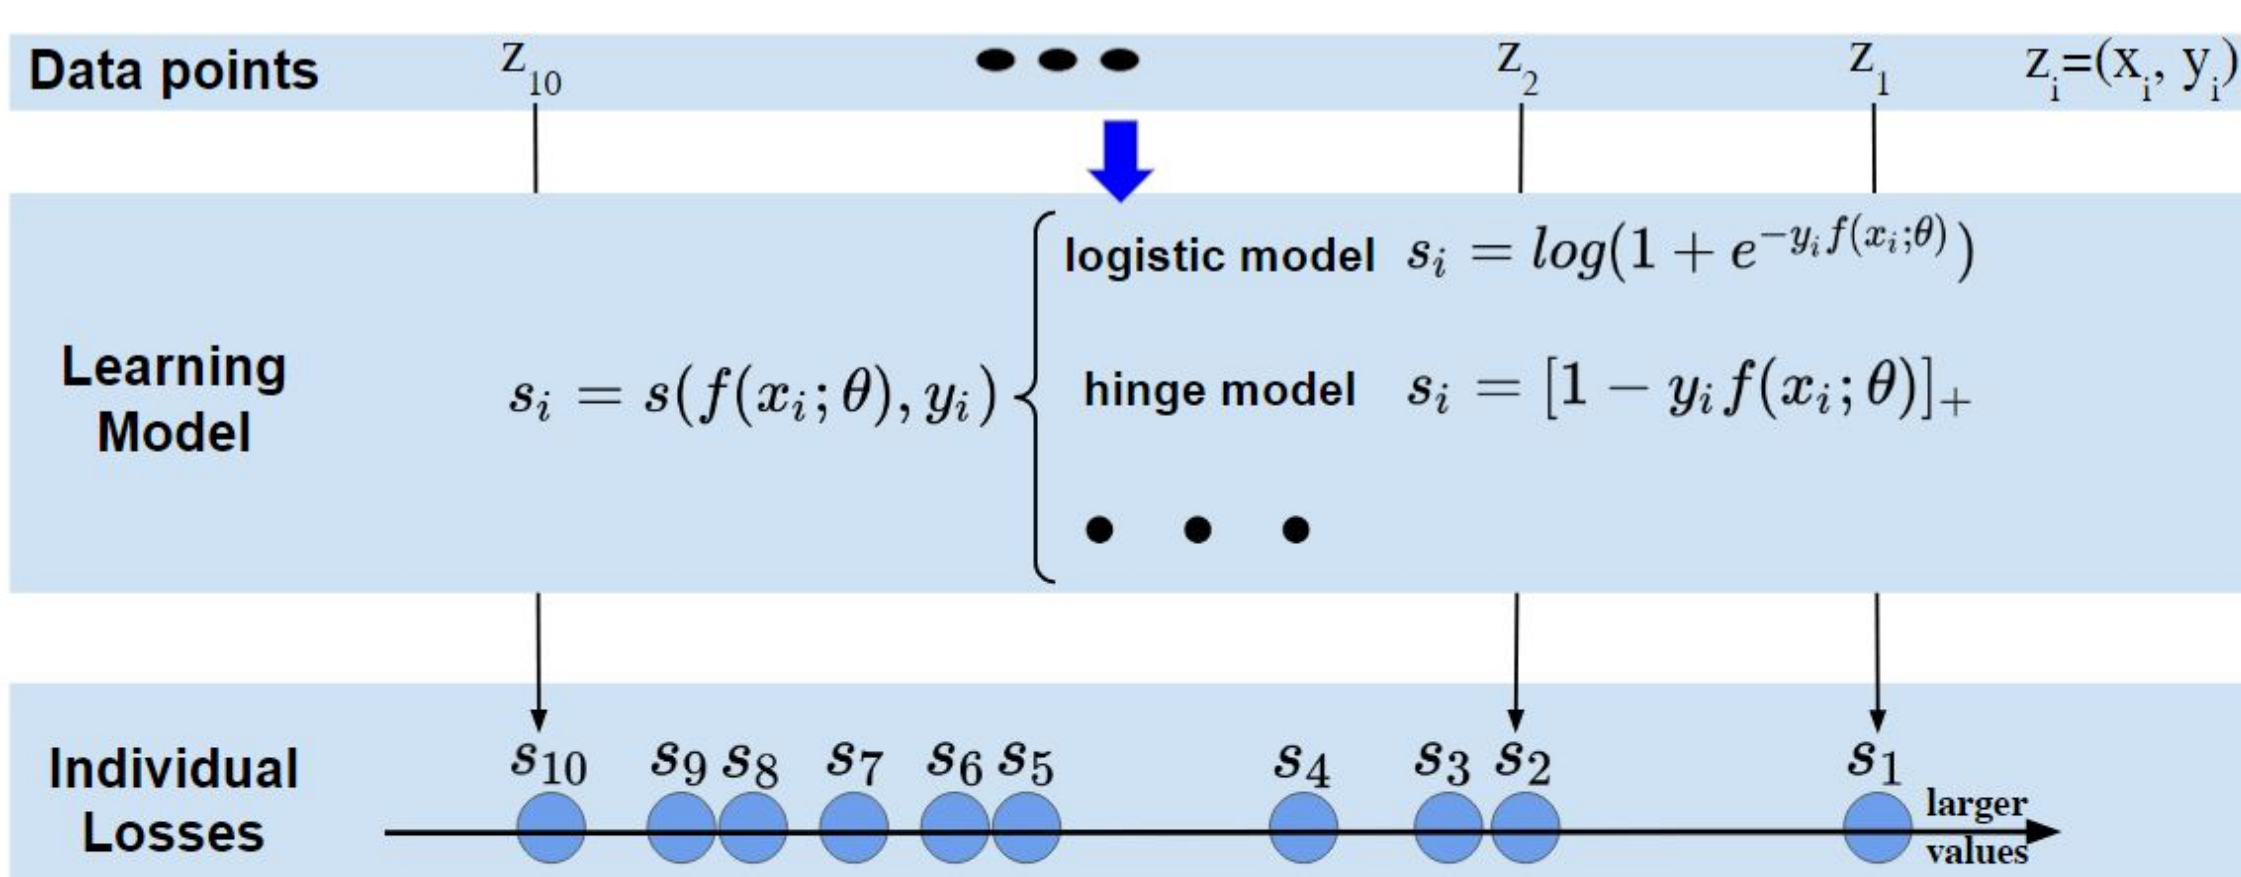 Data points z₁₀ ••• z₂ z₁ zᵢ=(xᵢ, yᵢ)
logistic model sᵢ = log(1 + e^{−yᵢf(xᵢ;θ)})
Learning
Model
sᵢ = s(f(xᵢ; θ), yᵢ)
hinge model sᵢ = [1 − yᵢf(xᵢ; θ)]₊
• • •
Individual
Losses
s₁₀ s₉ s₈ s₇ s₆ s₅ s₄ s₃ s₂ s₁
larger
values